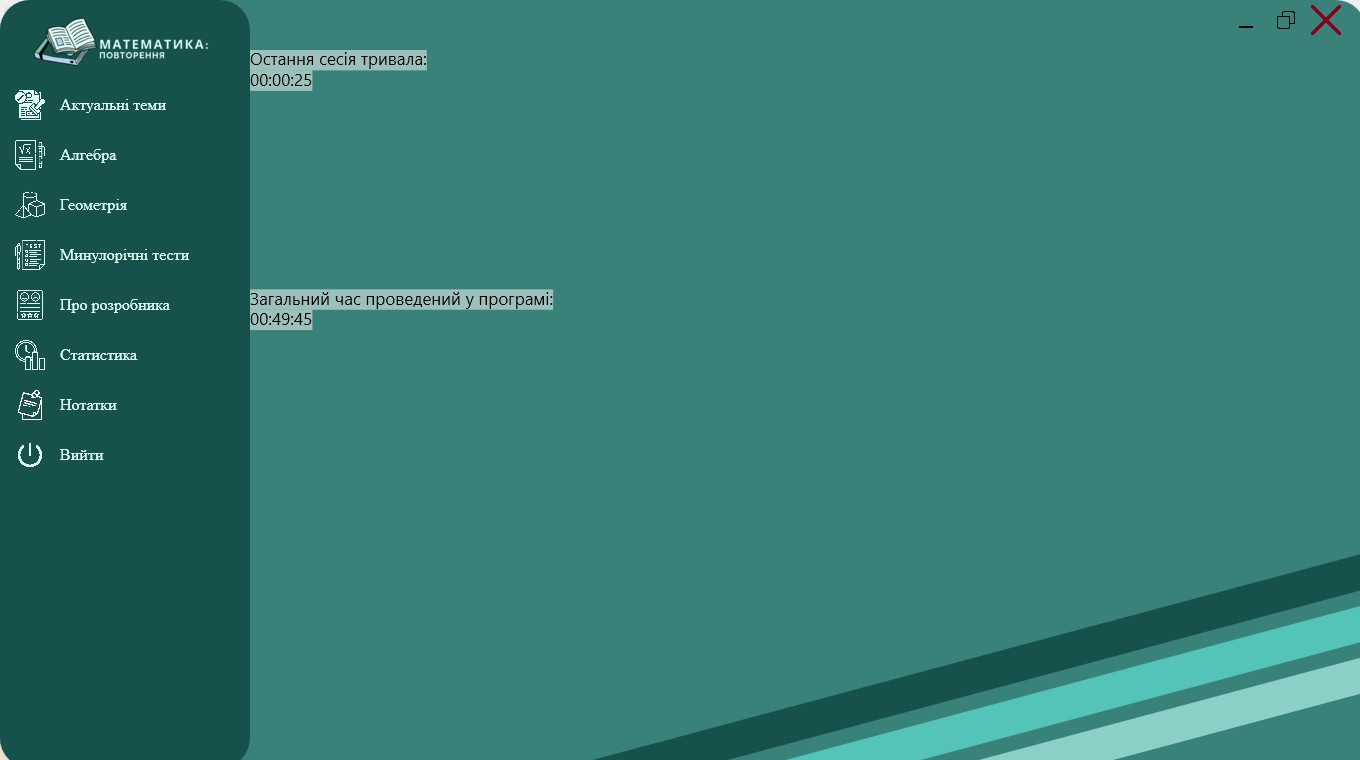 МАТЕМАТИКА:
ПОВТОРЕННЯ
Актуальні теми
Алгебра
Геометрія
Минулорічні тести
Про розробника
Статистика
Нотатки
Вийти
Остання сесія тривала:
00:00:25
Загальний час проведений у програмі:
00:49:45